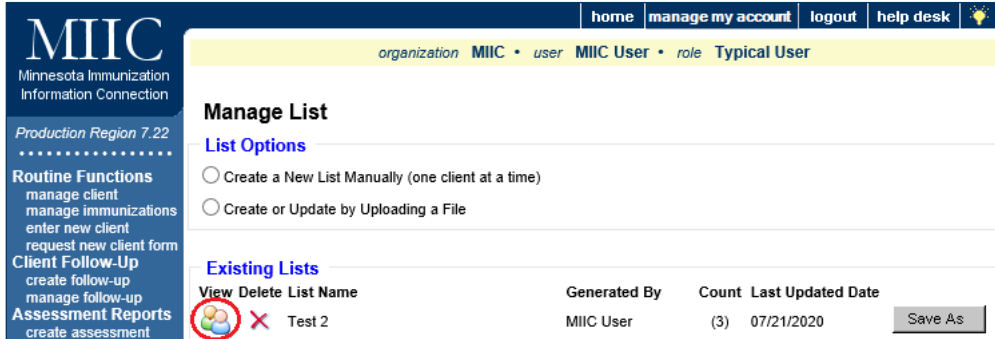 home manage my account logout help desk
MIIC
Minnesota Immunization
Information Connection
organization MIIC • user MIIC User • role Typical User
Production Region 7.22
Routine Functions
manage client
manage immunizations
enter new client
request new client form
Client Follow-Up
create follow-up
manage follow-up
Assessment Reports
create assessment
Manage List
List Options
Create a New List Manually (one client at a time)
Create or Update by Uploading a File
Existing Lists
View Delete List Name Generated By Count Last Updated Date
Test 2 MIIC User (3) 07/21/2020 Save As